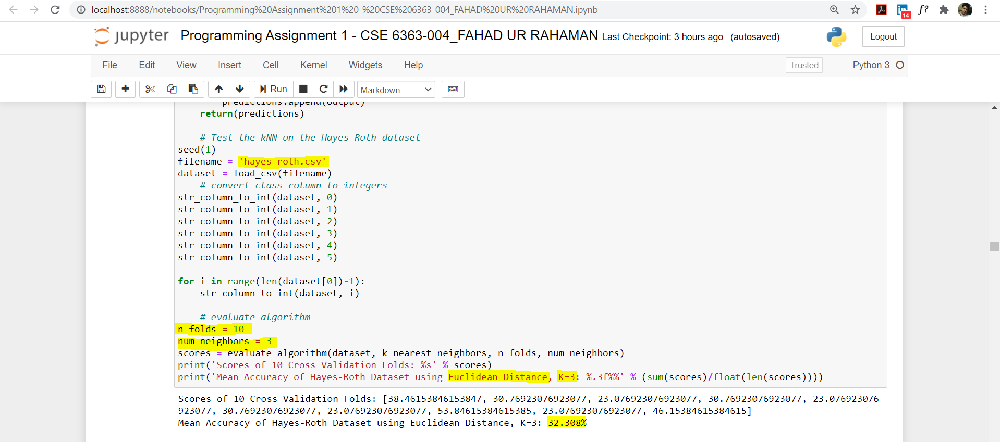 localhost:8888/notebooks/Programming%20Assignment%201%20-%20CSE%206363-004_FAHAD%20UR%20RAHAMAN.ipynb
14
f?
jupyter Programming Assignment 1 - CSE 6363-004_FAHAD UR RAHAMAN Last Checkpoint: 3 hours ago (autosaved)
Logout
File Edit View Insert Cell Kernel Widgets Help
Trusted
Python 3
Run
Markdown
predictions.append(output)
return(predictions)
# Test the kNN on the Hayes-Roth dataset
seed(1)
filename = 'hayes-roth.csv'
dataset = load_csv(filename)
# convert class column to integers
str_column_to_int(dataset, 0)
str_column_to_int(dataset, 1)
str_column_to_int(dataset, 2)
str_column_to_int(dataset, 3)
str_column_to_int(dataset, 4)
str_column_to_int(dataset, 5)
for i in range(len(dataset[0])-1):
str_column_to_int(dataset, i)
# evaluate algorithm
n_folds = 10
num_neighbors = 3
scores = evaluate_algorithm(dataset, k_nearest_neighbors, n_folds, num_neighbors)
print('Scores of 10 Cross Validation Folds: %s' % scores)
print('Mean Accuracy of Hayes-Roth Dataset using Euclidean Distance, K=3: %.3f%%' % (sum(scores)/float(len(scores))))
Scores of 10 Cross Validation Folds: [38.46153846153847, 30.76923076923077, 23.076923076923077, 30.76923076923077, 23.076923076
923077, 30.76923076923077, 23.076923076923077, 53.84615384615385, 23.076923076923077, 46.15384615384615]
Mean Accuracy of Hayes-Roth Dataset using Euclidean Distance, K=3: 32.308%